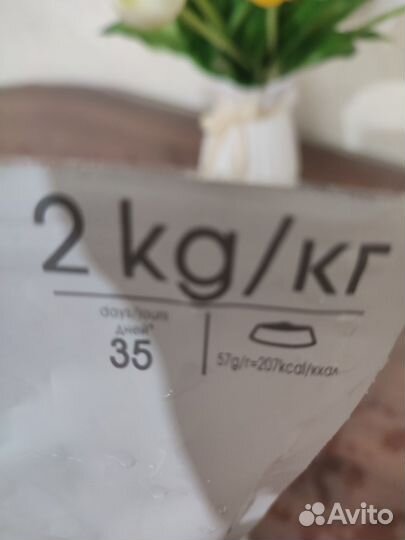 2 kg/кг
days/jours
дней*
35
57g/г=207kcal/ккал
Avito